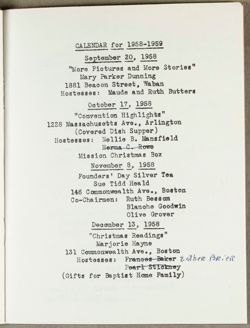 CALENDAR for 1958-1959
September 20, 1958
"More Pictures and More Stories"
Mary Parker Dunning
1881 Beacon Street, Waban
Hostesses: Maude and Ruth Butters
October 17, 1958
"Convention Highlights"
1228 Massachusetts Ave., Arlington
(Covered Dish Supper)
Hostesses: Nellie B. Mansfield
Herma C. Rowe
Mission Christmas Box
November 8, 1958
Founders' Day Silver Tea
Sue Tidd Heald
146 Commonwealth Ave., Boston
Co-Chairmen: Ruth Besson
Blanche Goodwin
Olive Grover
December 13, 1958
"Christmas Readings"
Marjorie Hayne
131 Commonwealth Ave., Boston
Hostesses: Frances Baker
Pearl Stickney
(Gifts for Baptist Home Family)